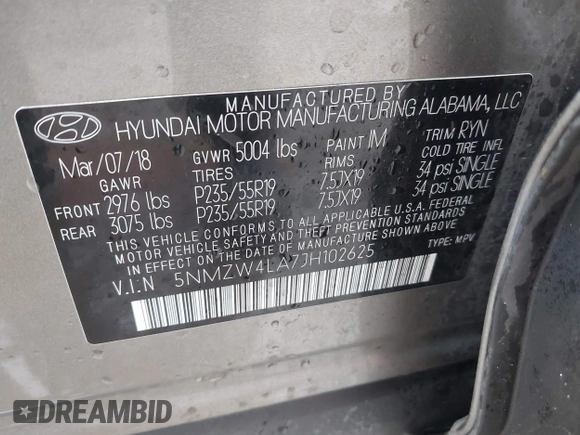 MANUFACTURED BY
HYUNDAI MOTOR MANUFACTURING ALABAMA, LLC
Mar/07/18 GVWR 5004 lbs PAINT IM TRIM RYN
GAWR TIRES RIMS COLD TIRE INFL
FRONT 2976 lbs P235/55R19 7.5JX19 34 psi SINGLE
REAR 3075 lbs P235/55R19 7.5JX19 34 psi SINGLE
THIS VEHICLE CONFORMS TO ALL APPLICABLE U.S.A. FEDERAL
MOTOR VEHICLE SAFETY AND THEFT PREVENTION STANDARDS
IN EFFECT ON THE DATE OF MANUFACTURE SHOWN ABOVE
V.I.N 5NMZW4LA7JH102625 TYPE: MPV
DREAMBID